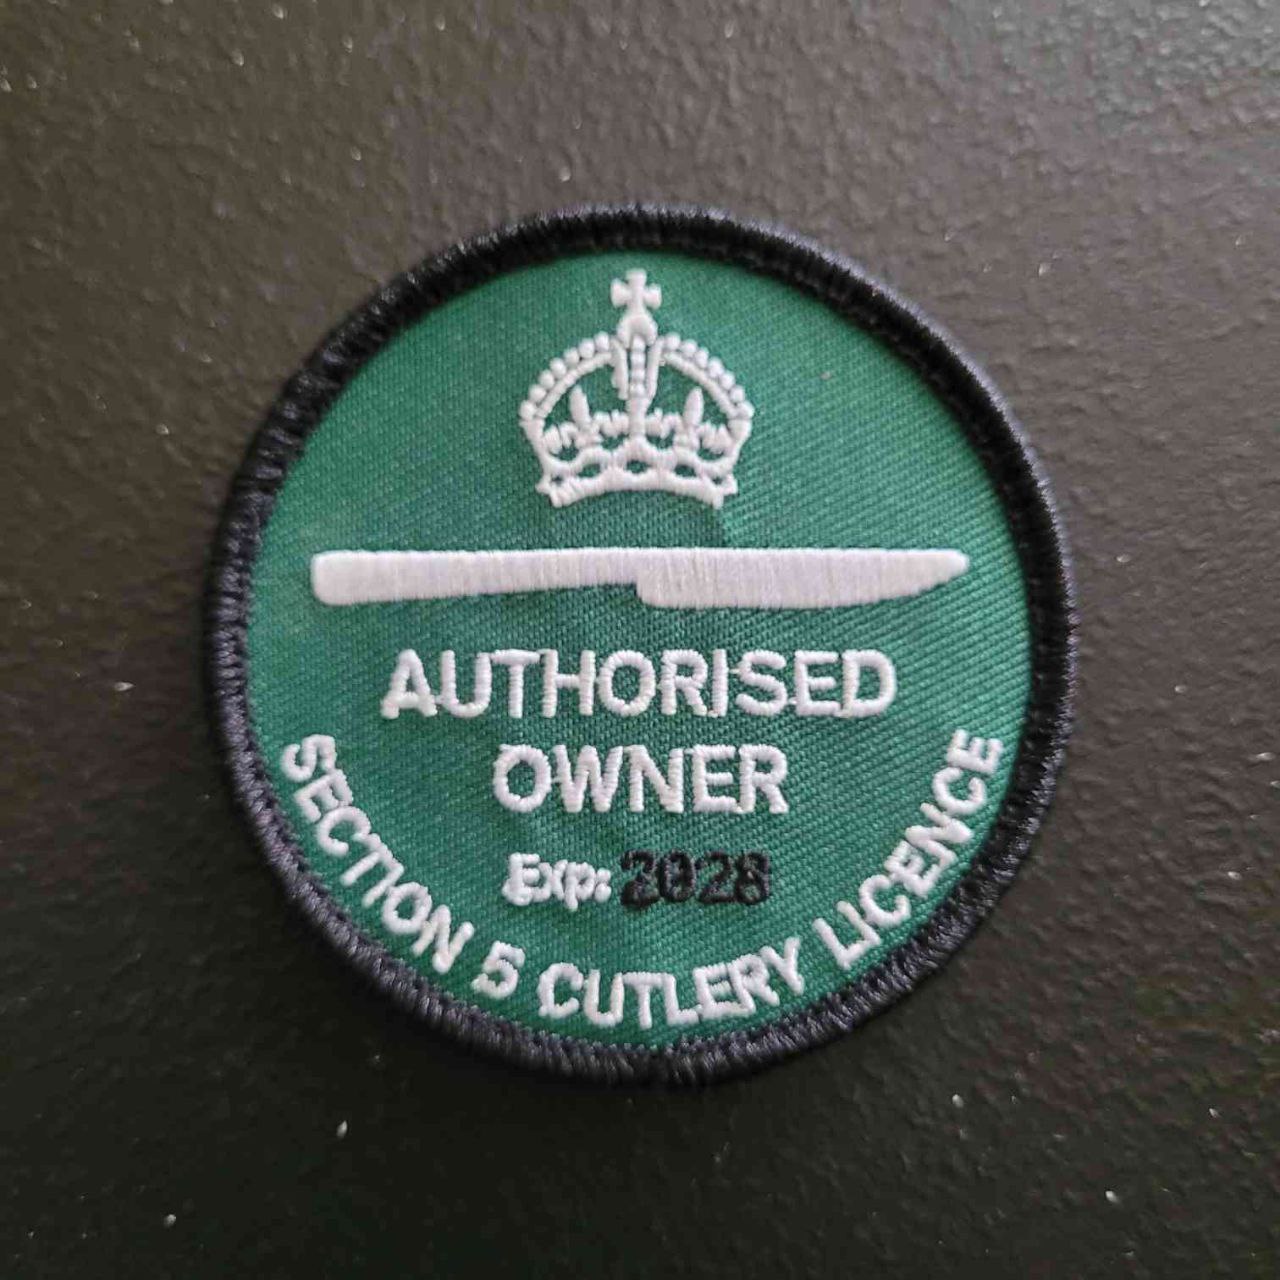 AUTHORISED
OWNER
Exp: 2028
SECTION 5 CUTLERY LICENCE